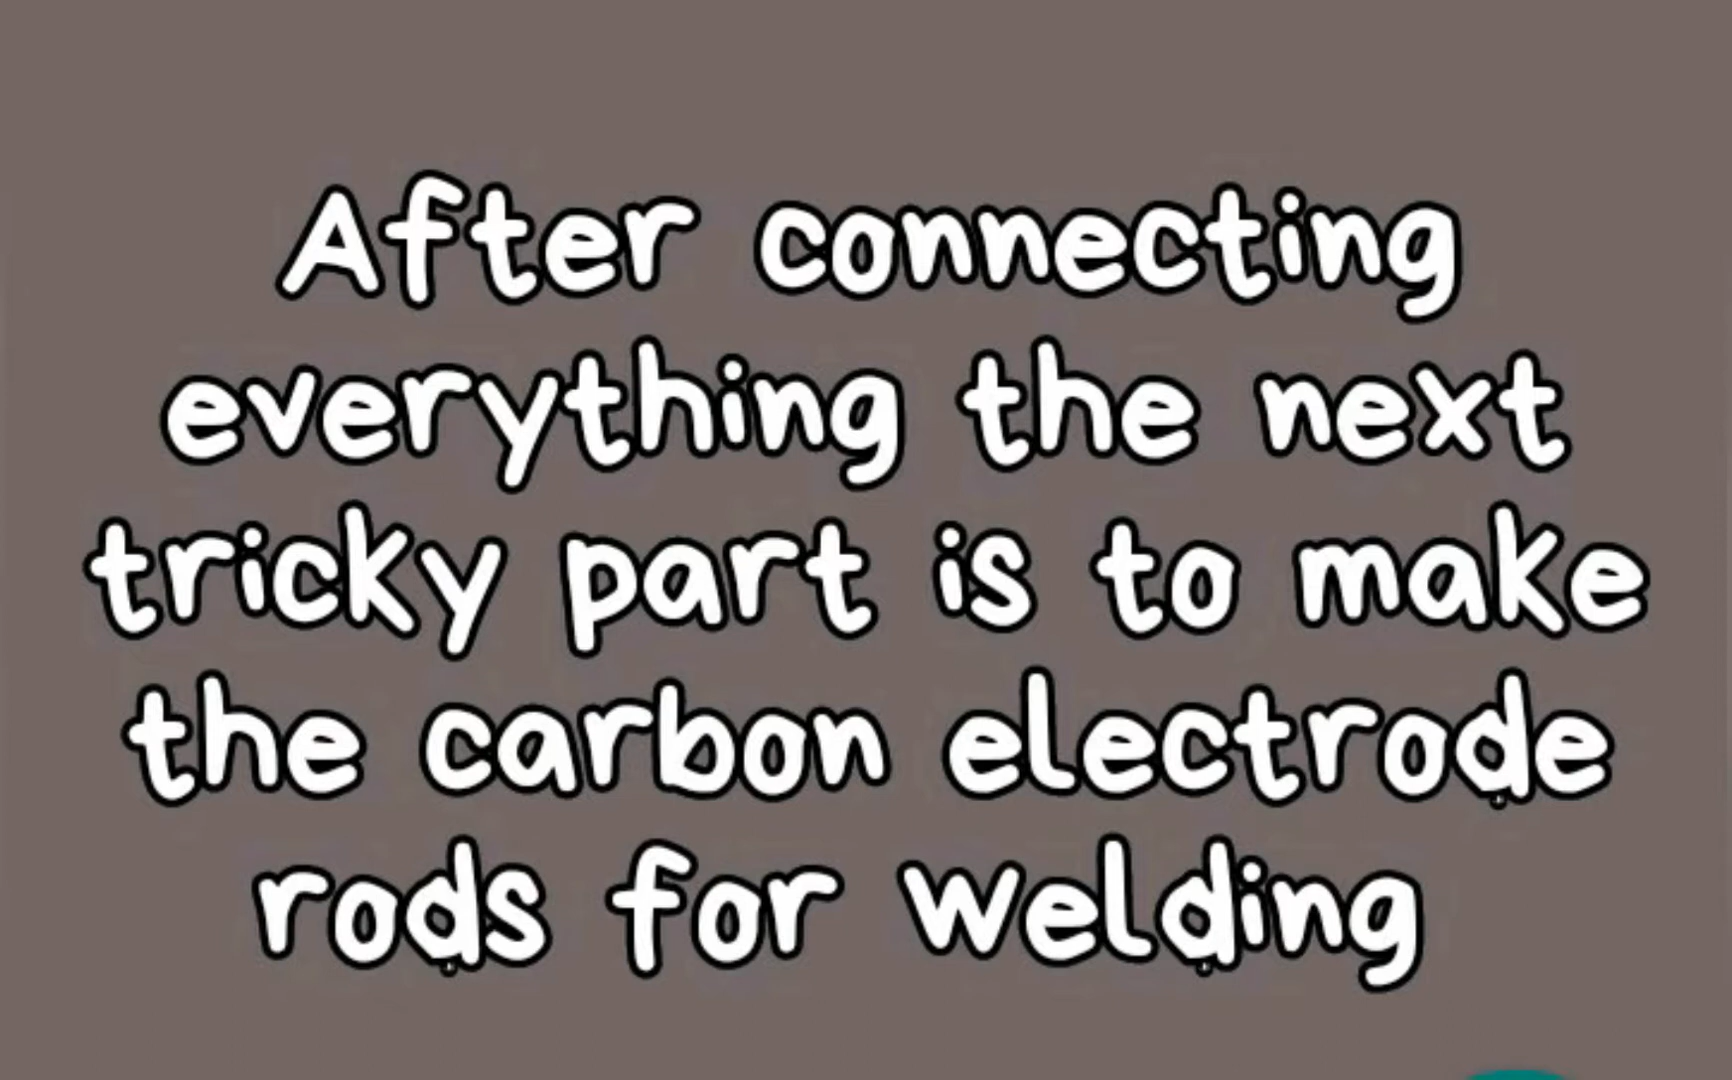 After connecting
everything the next
tricky part is to make
the carbon electrode
rods for welding